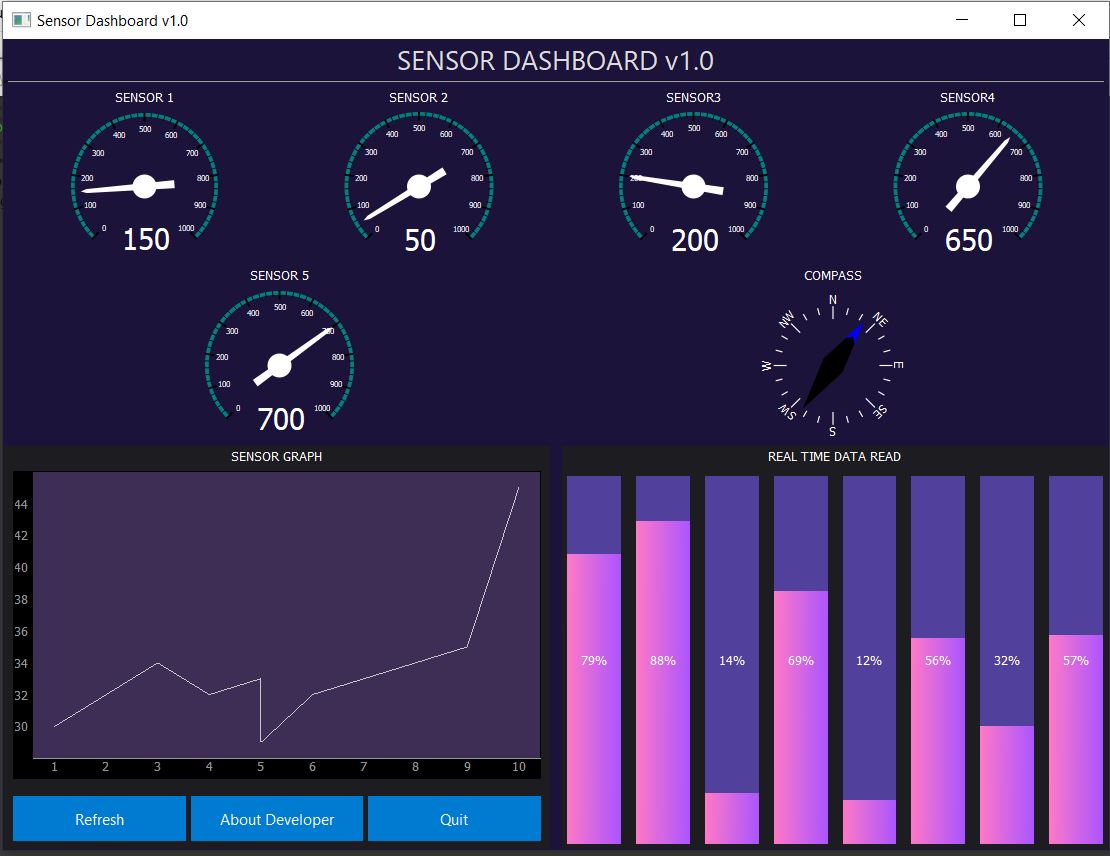 Sensor Dashboard v1.0
SENSOR DASHBOARD v1.0
SENSOR 1
0 100 200 300 400 500 600 700 800 900 1000
150
SENSOR 2
0 100 200 300 400 500 600 700 800 900 1000
50
SENSOR3
0 100 200 300 400 500 600 700 800 900 1000
200
SENSOR4
0 100 200 300 400 500 600 700 800 900 1000
650
SENSOR 5
0 100 200 300 400 500 600 700 800 900 1000
700
COMPASS
N
NW NE
W E
SW SE
S
SENSOR GRAPH
44
42
40
38
36
34
32
30
1 2 3 4 5 6 7 8 9 10
Refresh About Developer Quit
REAL TIME DATA READ
79% 88% 14% 69% 12% 56% 32% 57%